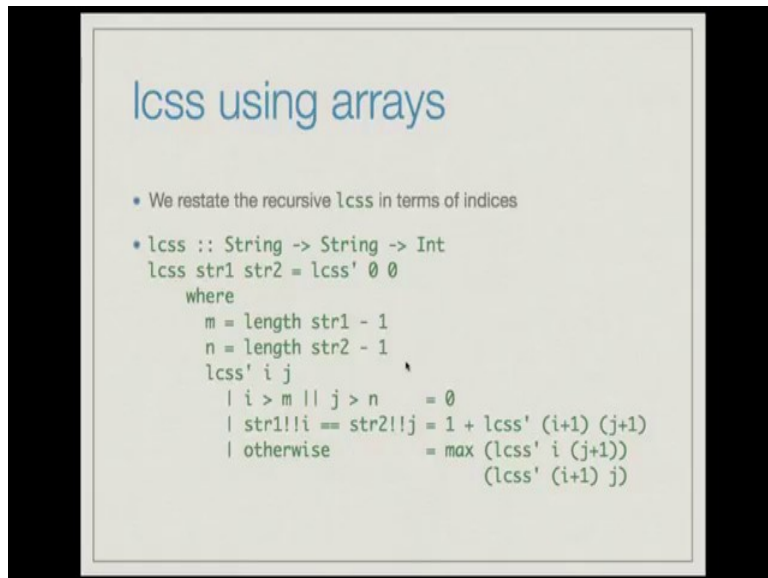 lcss using arrays
• We restate the recursive lcss in terms of indices
• lcss :: String -> String -> Int
lcss str1 str2 = lcss' 0 0
where
m = length str1 - 1
n = length str2 - 1
lcss' i j
| i > m || j > n = 0
| str1!!i == str2!!j = 1 + lcss' (i+1) (j+1)
| otherwise = max (lcss' i (j+1))
(lcss' (i+1) j)